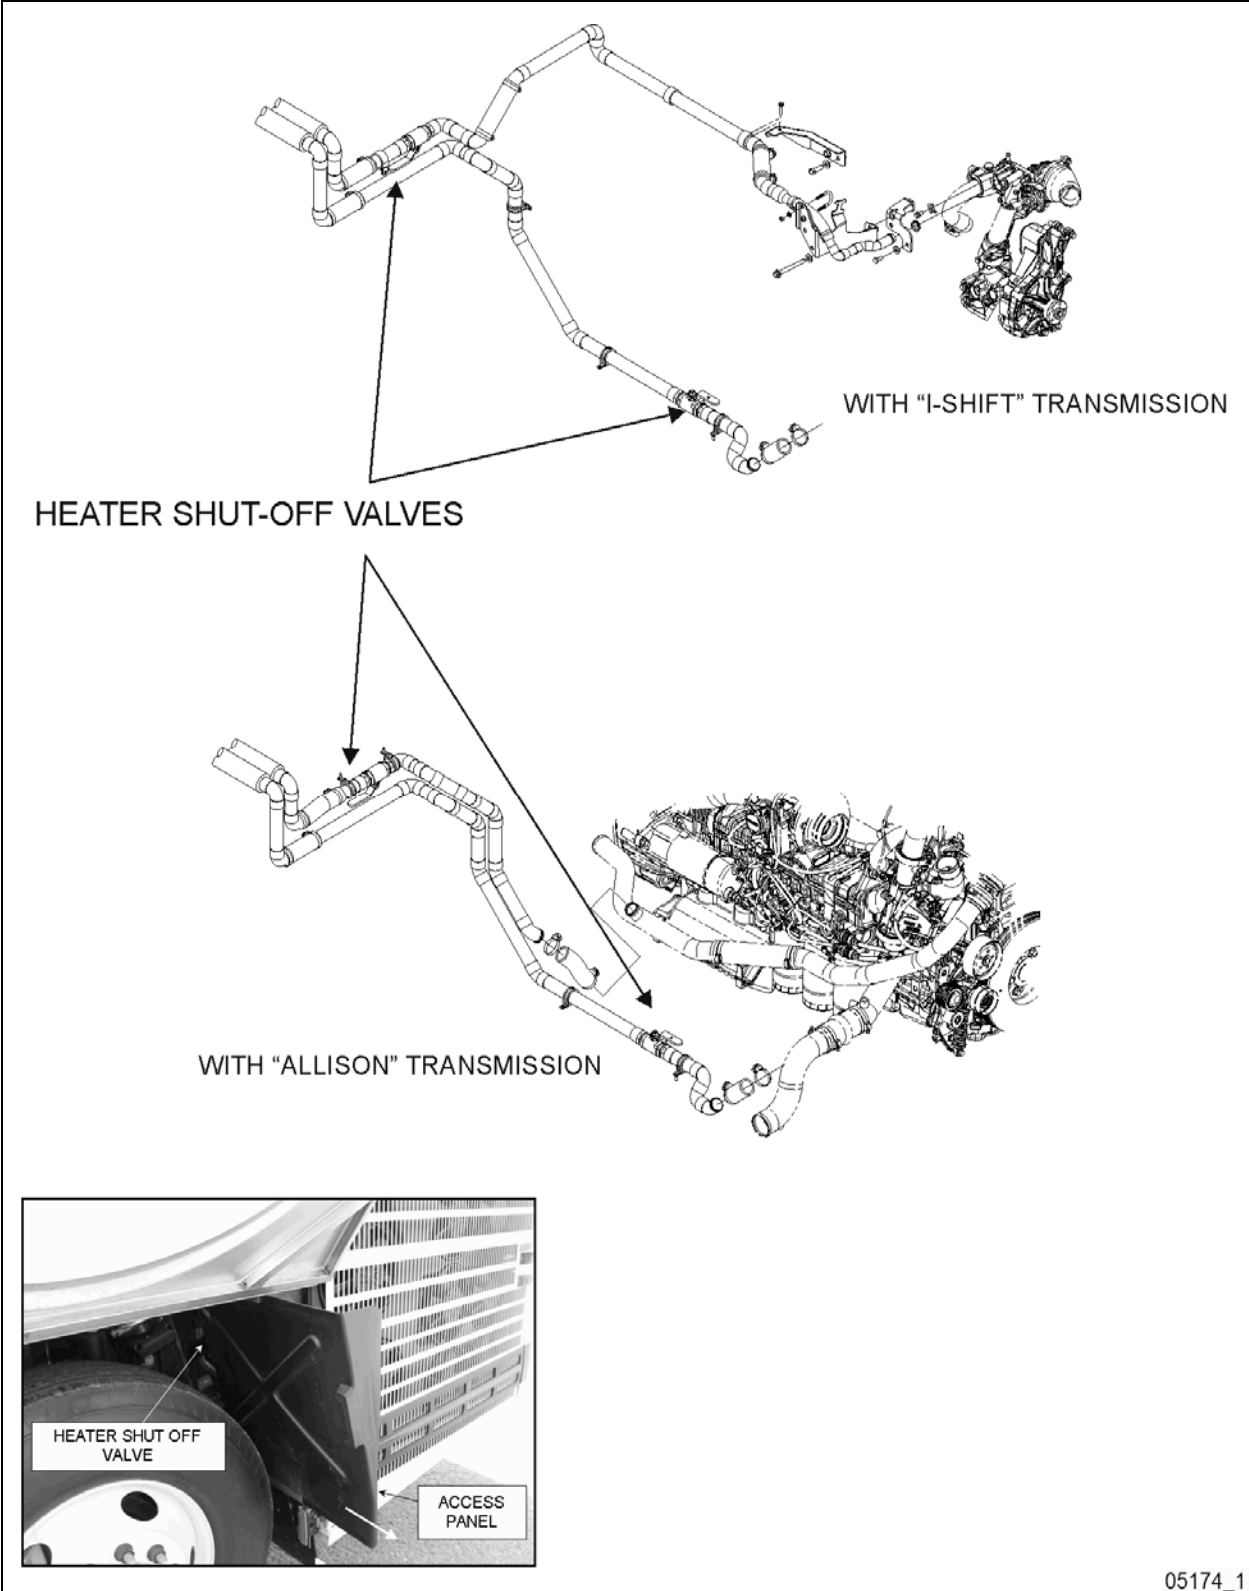 WITH “I-SHIFT” TRANSMISSION
HEATER SHUT-OFF VALVES
WITH “ALLISON” TRANSMISSION
HEATER SHUT OFF
VALVE
ACCESS
PANEL
05174_1